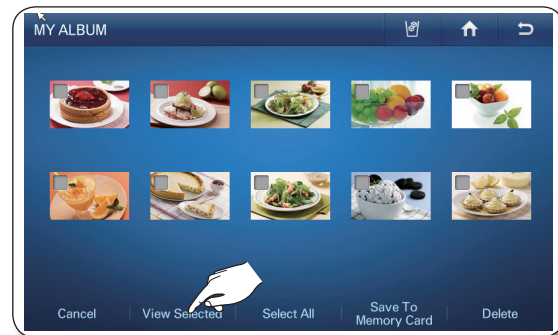 MY ALBUM
Cancel
View Selected
Select All
Save To
Memory Card
Delete